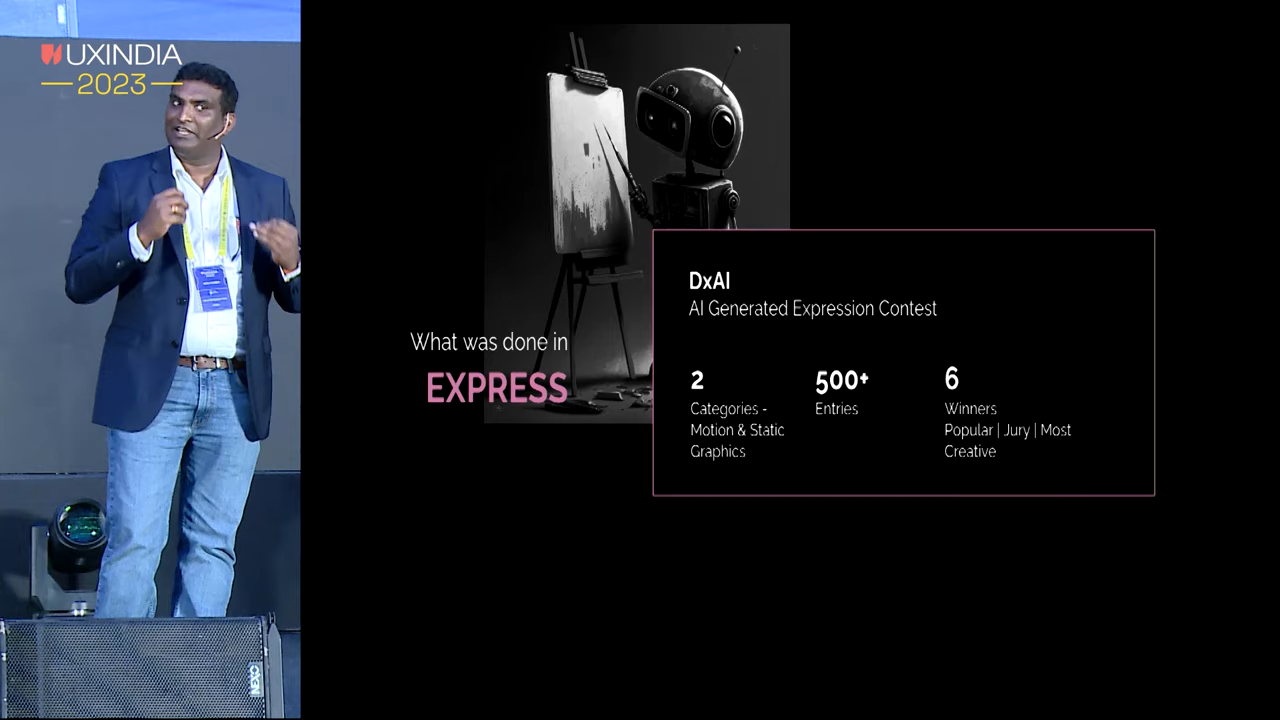 UXINDIA
2023
What was done in
EXPRESS
DxAI
AI Generated Expression Contest
2
Categories -
Motion & Static
Graphics
500+
Entries
6
Winners
Popular | Jury | Most
Creative
NEXO